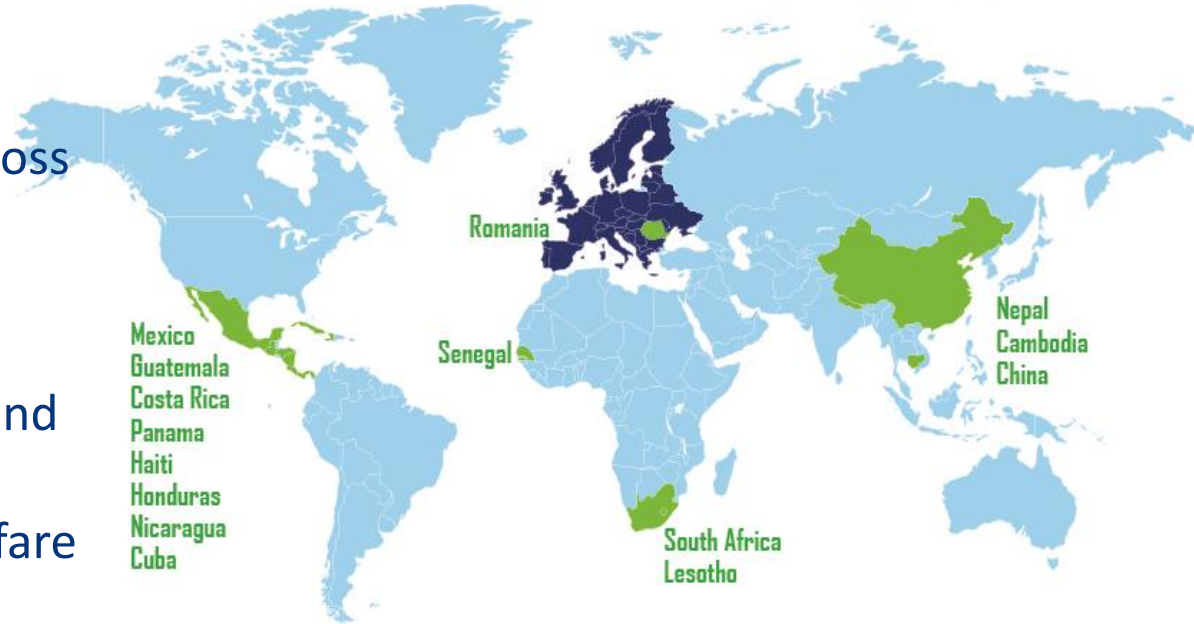 oss
nd
fare
Romania
Senegal
Mexico
Guatemala
Costa Rica
Panama
Haiti
Honduras
Nicaragua
Cuba
South Africa
Lesotho
Nepal
Cambodia
China